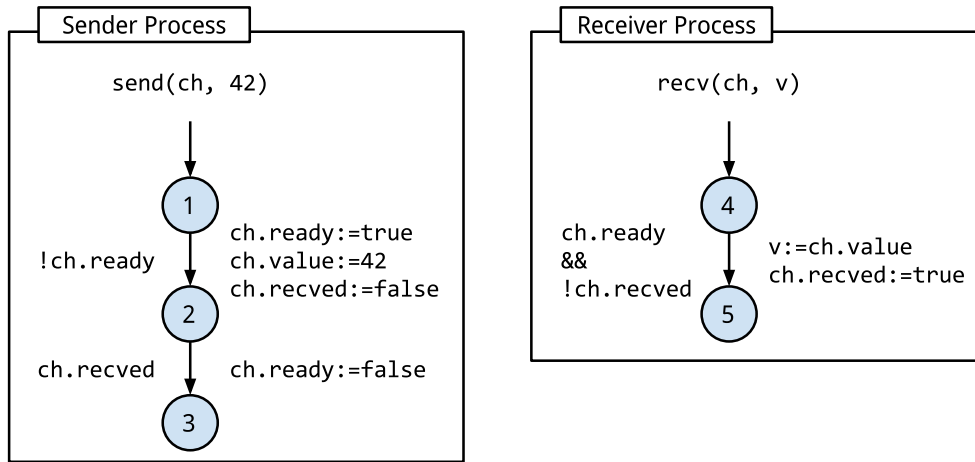 Sender Process
send(ch, 42)
1
!ch.ready
ch.ready:=true
ch.value:=42
ch.recved:=false
2
ch.recved
ch.ready:=false
3
Receiver Process
recv(ch, v)
4
ch.ready
&&
!ch.recved
v:=ch.value
ch.recved:=true
5